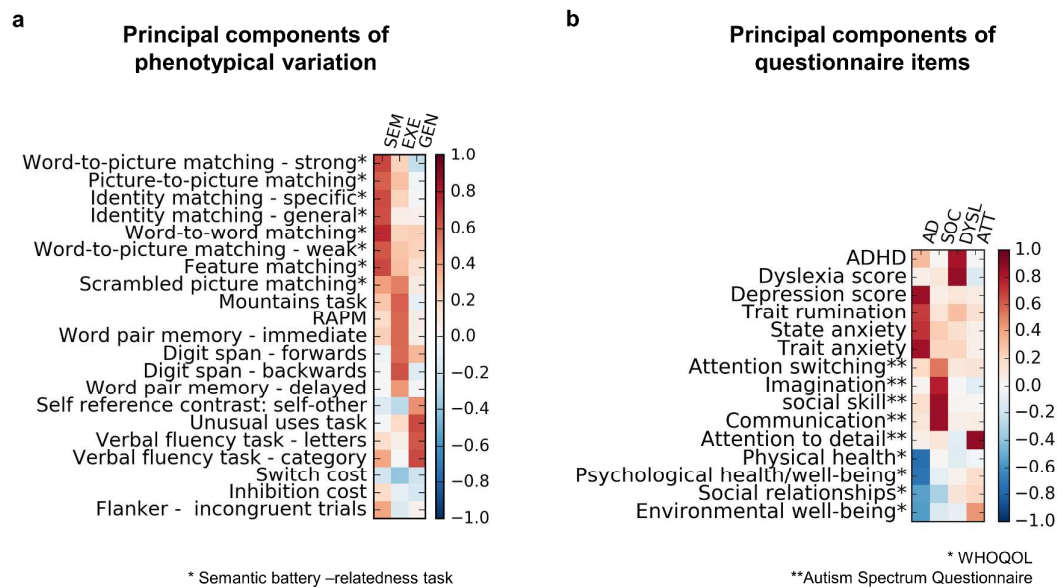 a
Principal components of
phenotypical variation
SEM
EXE
GEN
Word-to-picture matching - strong*
Picture-to-picture matching*
Identity matching - specific*
Identity matching - general*
Word-to-word matching*
Word-to-picture matching - weak*
Feature matching*
Scrambled picture matching*
Mountains task
RAPM
Word pair memory - immediate
Digit span - forwards
Digit span - backwards
Word pair memory - delayed
Self reference contrast: self-other
Unusual uses task
Verbal fluency task - letters
Verbal fluency task - category
Switch cost
Inhibition cost
Flanker - incongruent trials
1.0
0.8
0.6
0.4
0.2
0.0
−0.2
−0.4
−0.6
−0.8
−1.0
* Semantic battery –relatedness task
b
Principal components of
questionnaire items
AD
SOC
DYSL
ATT
ADHD
Dyslexia score
Depression score
Trait rumination
State anxiety
Trait anxiety
Attention switching**
Imagination**
social skill**
Communication**
Attention to detail**
Physical health*
Psychological health/well-being*
Social relationships*
Environmental well-being*
1.0
0.8
0.6
0.4
0.2
0.0
−0.2
−0.4
−0.6
−0.8
−1.0
* WHOQOL
**Autism Spectrum Questionnaire